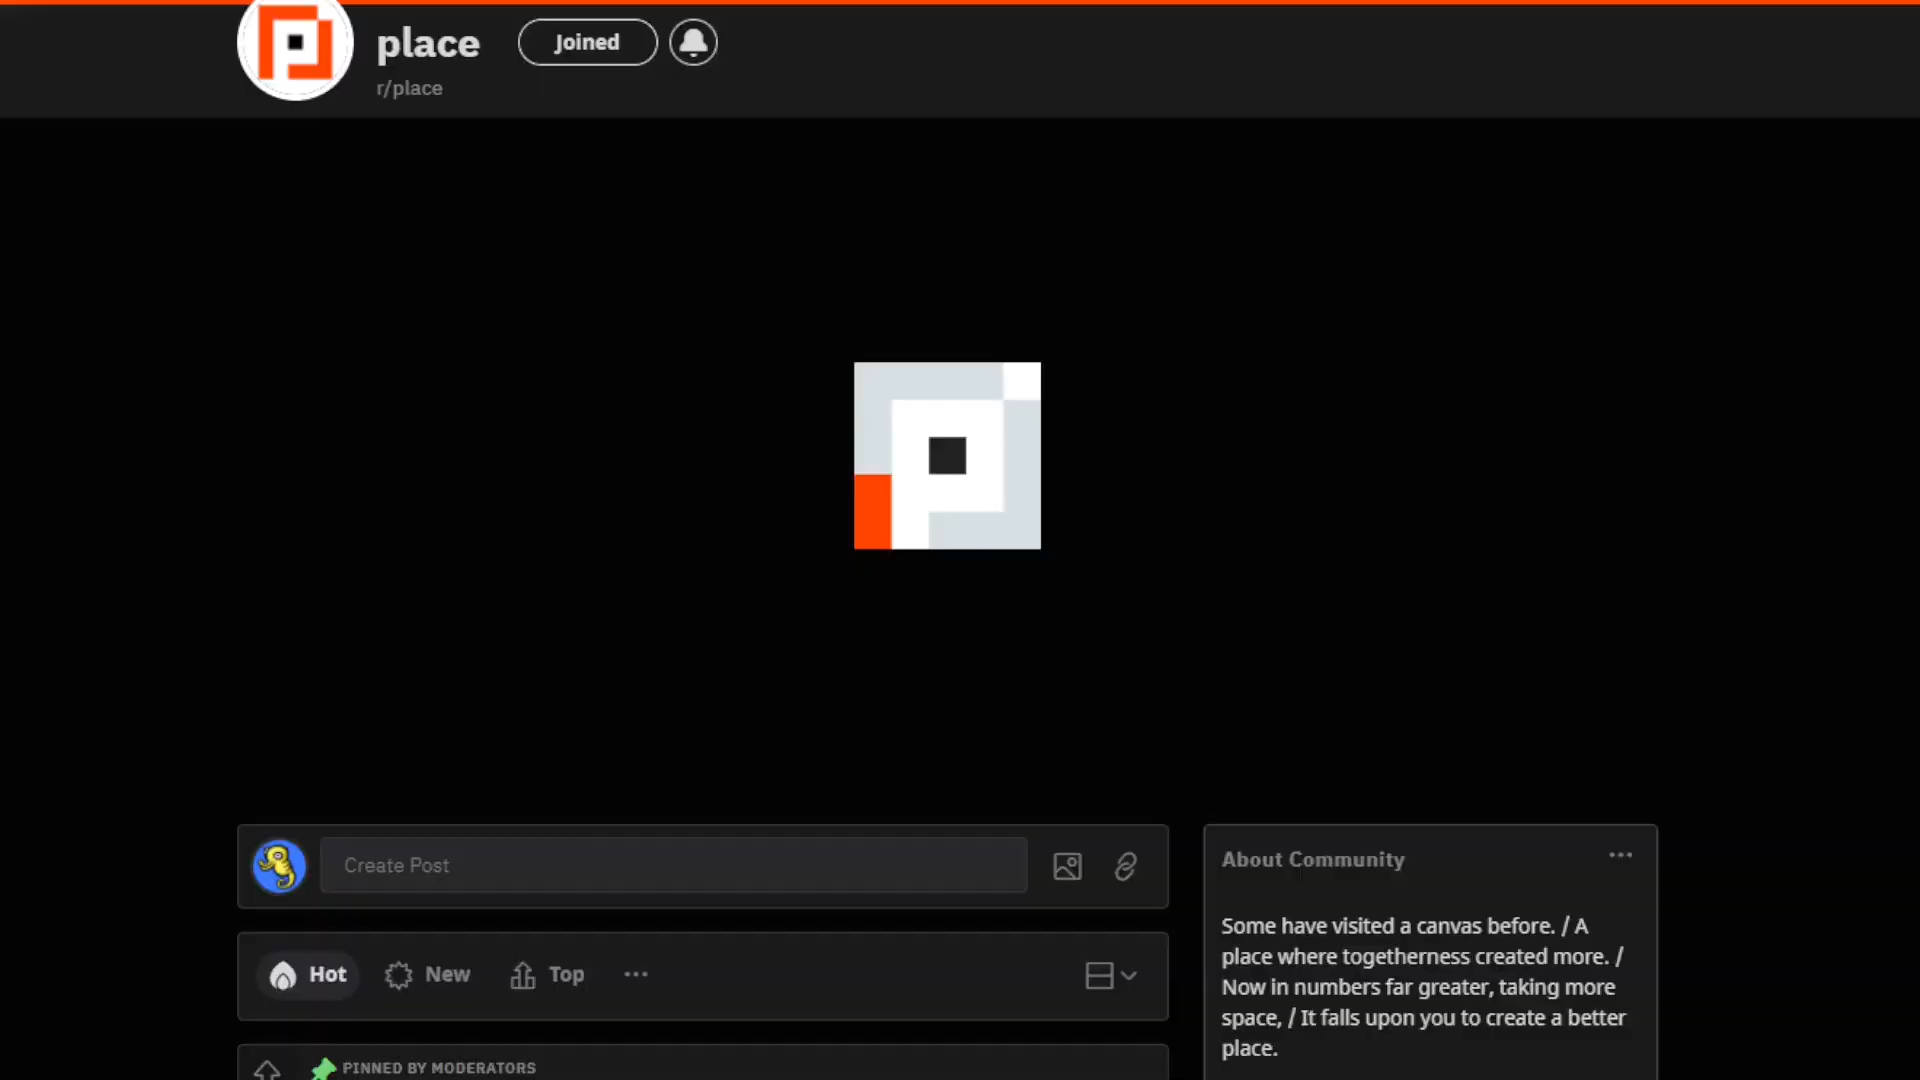 place
Joined
r/place
Create Post
Hot
New
Top
PINNED BY MODERATORS
About Community
Some have visited a canvas before. / A
place where togetherness created more. /
Now in numbers far greater, taking more
space, / It falls upon you to create a better
place.